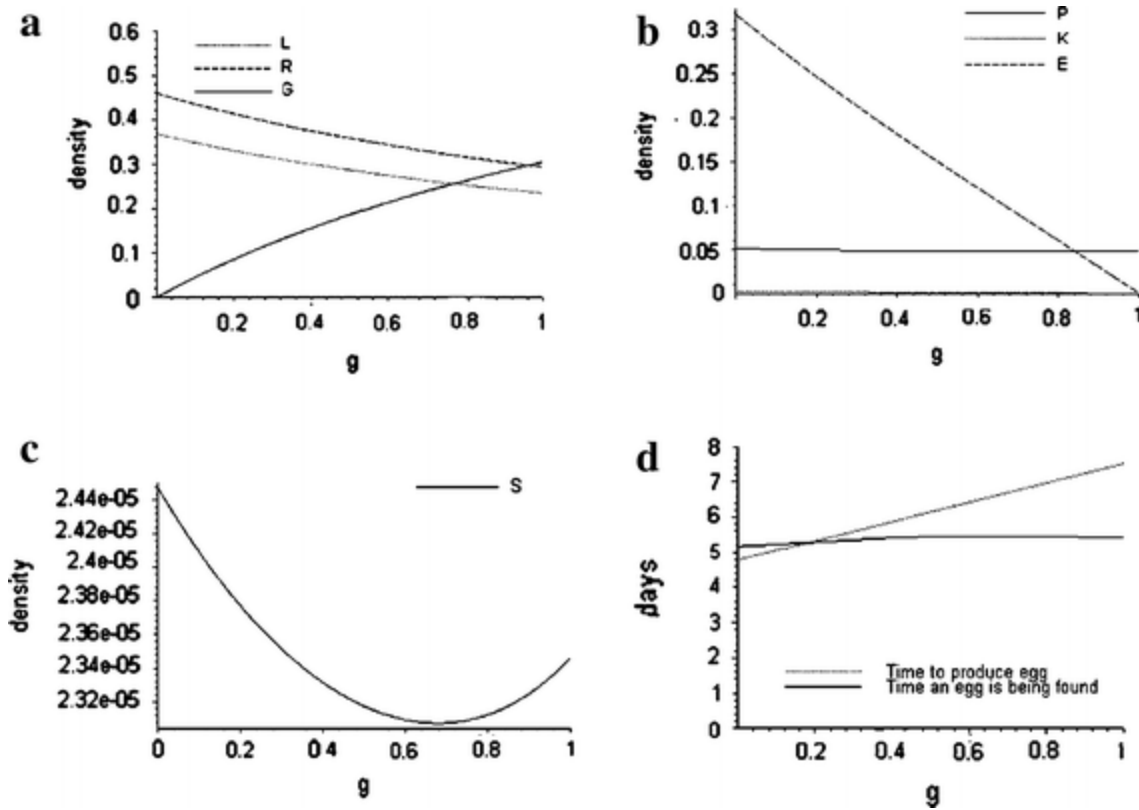 a
0.6
0.5
0.4
0.3
0.2
0.1
0
density
L
R
G
0.2 0.4 0.6 0.8 1
g
b
0.3
0.25
0.2
0.15
0.1
0.05
0
density
P
K
E
0.2 0.4 0.6 0.8 1
g
c
2.44e-05
2.42e-05
2.40e-05
2.38e-05
2.36e-05
2.34e-05
2.32e-05
density
S
0 0.2 0.4 0.6 0.8 1
g
d
8
7
6
5
4
3
2
1
0
days
Time to produce egg
Time an egg is being found
0.2 0.4 0.6 0.8 1
g